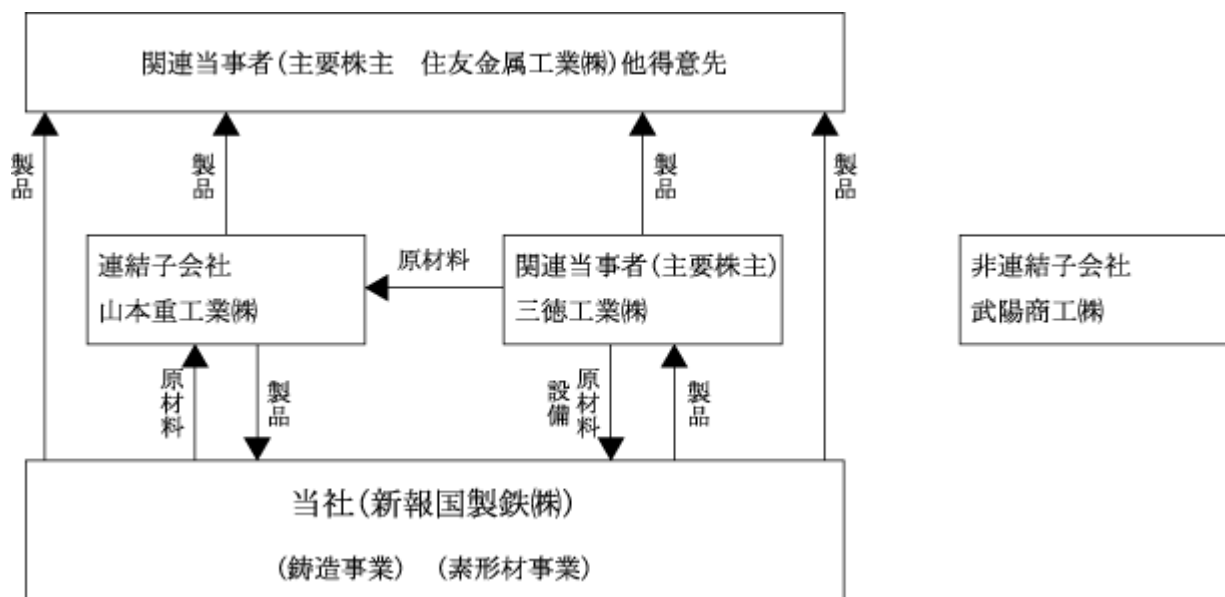 関連当事者(主要株主　住友金属工業㈱)他得意先
製品
製品
製品
製品
連結子会社
山本重工業㈱
原材料
関連当事者(主要株主)
三徳工業㈱
非連結子会社
武陽商工㈱
原材料
製品
設備
原材料
製品
当社(新報国製鉄㈱)
(鋳造事業)　(素形材事業)